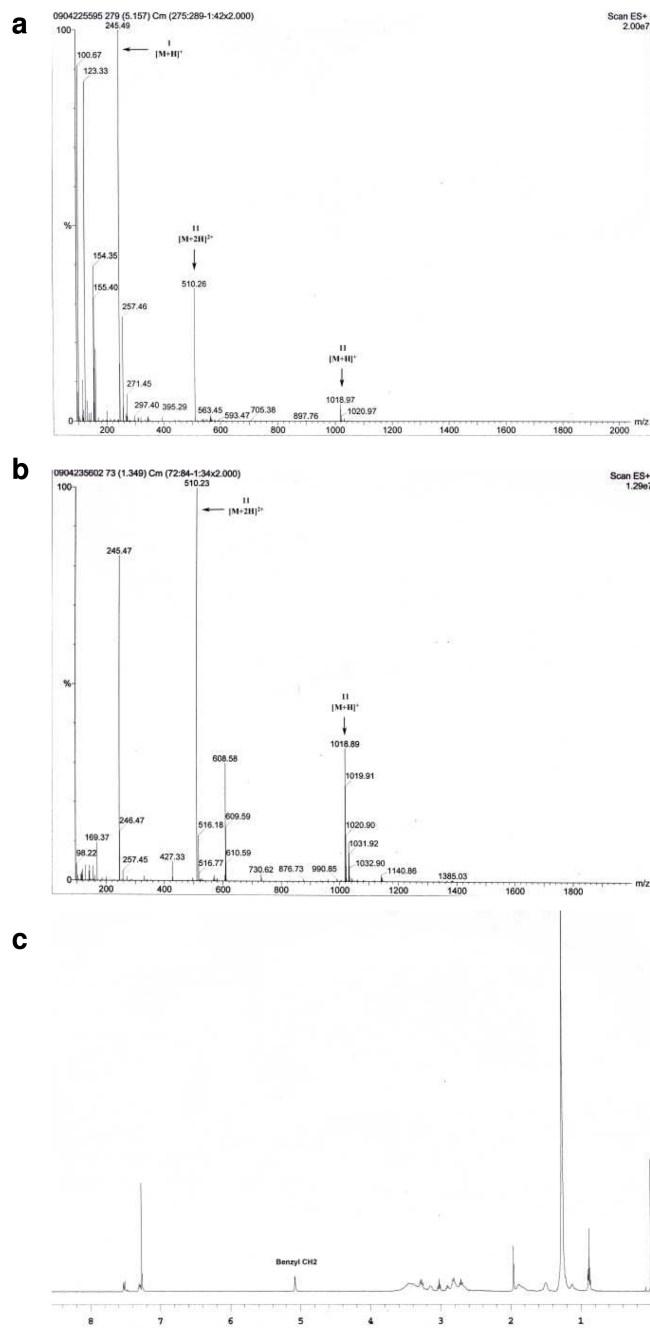 a
0904225595 279 (5.157) Cm (275:289-1:42x2.000)
Scan ES+
2.00e7
100
245.49
1
[M+H]+
100.67
123.33
11
[M+2H]2+
%
154.35
510.26
155.40
257.46
11
[M+H]+
271.45
1018.97
297.40
395.29
563.45
593.47
705.38
897.76
1020.97
0
m/z
200 400 600 800 1000 1200 1400 1600 1800 2000
b
0904235602 73 (1.349) Cm (72:84-1:34x2.000)
Scan ES+
1.29e7
100
510.23
11
[M+2H]2+
245.47
%
11
[M+H]+
1018.89
608.58
1019.91
246.47
609.59
516.18
1020.90
169.37
1031.92
98.22
427.33
610.59
257.45
516.77
730.62
876.73
990.85
1032.90
1140.86
1385.03
0
m/z
200 400 600 800 1000 1200 1400 1600 1800
c
Benzyl CH2
8 7 6 5 4 3 2 1